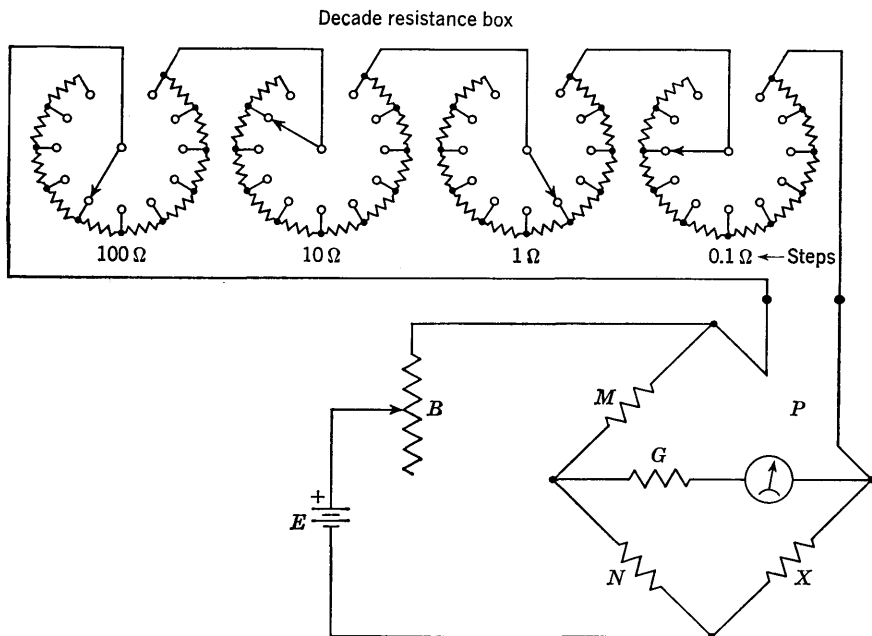 Decade resistance box
100 Ω 10 Ω 1 Ω 0.1 Ω ← Steps
B
M
P
G
+
E
N
X